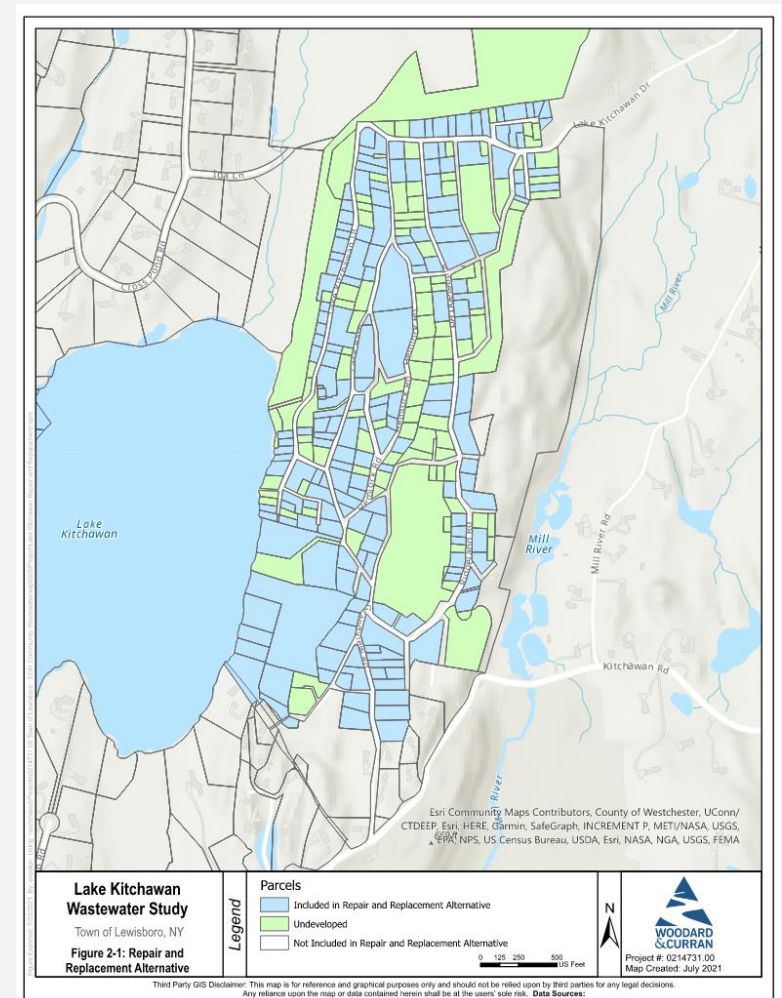 Lake Kitchawan Dr
Ida Ln
Cross Pond Rd
Mill River
Lake
Kitchawan
Mill
River
Mill River Rd
Kitchawan Rd
Mill River
Esri Community Maps Contributors, County of Westchester, UConn/
CTDEEP, Esri, HERE, Garmin, SafeGraph, INCREMENT P, METI/NASA, USGS,
EPA, NPS, US Census Bureau, USDA, Esri, NASA, NGA, USGS, FEMA
Lake Kitchawan
Wastewater Study
Town of Lewisboro, NY
Figure 2-1: Repair and
Replacement Alternative
Legend
Parcels
Included in Repair and Replacement Alternative
Undeveloped
Not Included in Repair and Replacement Alternative
0 125 250 500
US Feet
N
WOODARD
&CURRAN
Project #: 0214731.00
Map Created: July 2021
Third Party GIS Disclaimer: This map is for reference and graphical purposes only and should not be relied upon by third parties for any legal decisions.
Any reliance upon the map or data contained herein shall be at the users' sole risk. Data Sources: